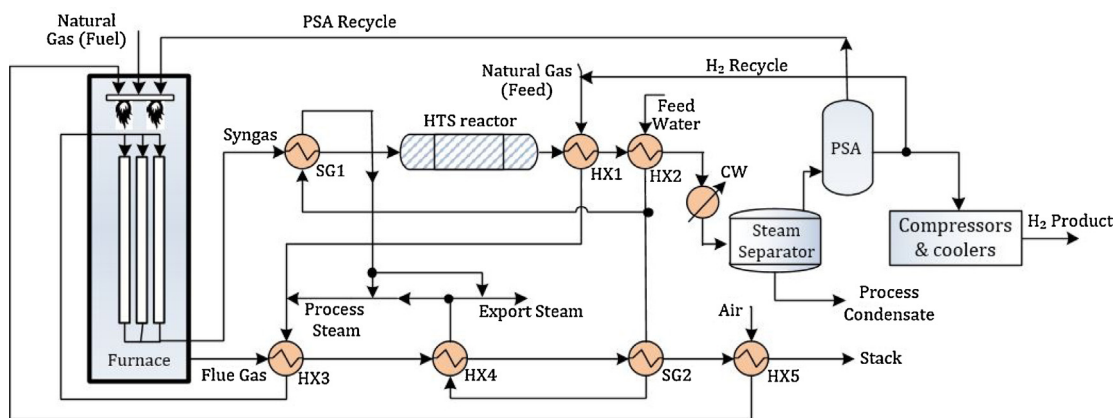 Natural
Gas (Fuel)
PSA Recycle
Natural Gas
(Feed)
H₂ Recycle
Feed
Water
HTS reactor
Syngas
SG1
HX1
HX2
PSA
CW
Steam
Separator
Compressors
& coolers
H₂ Product
Process
Steam
Export Steam
Air
Process
Condensate
Furnace
Flue Gas
HX3
HX4
SG2
HX5
Stack